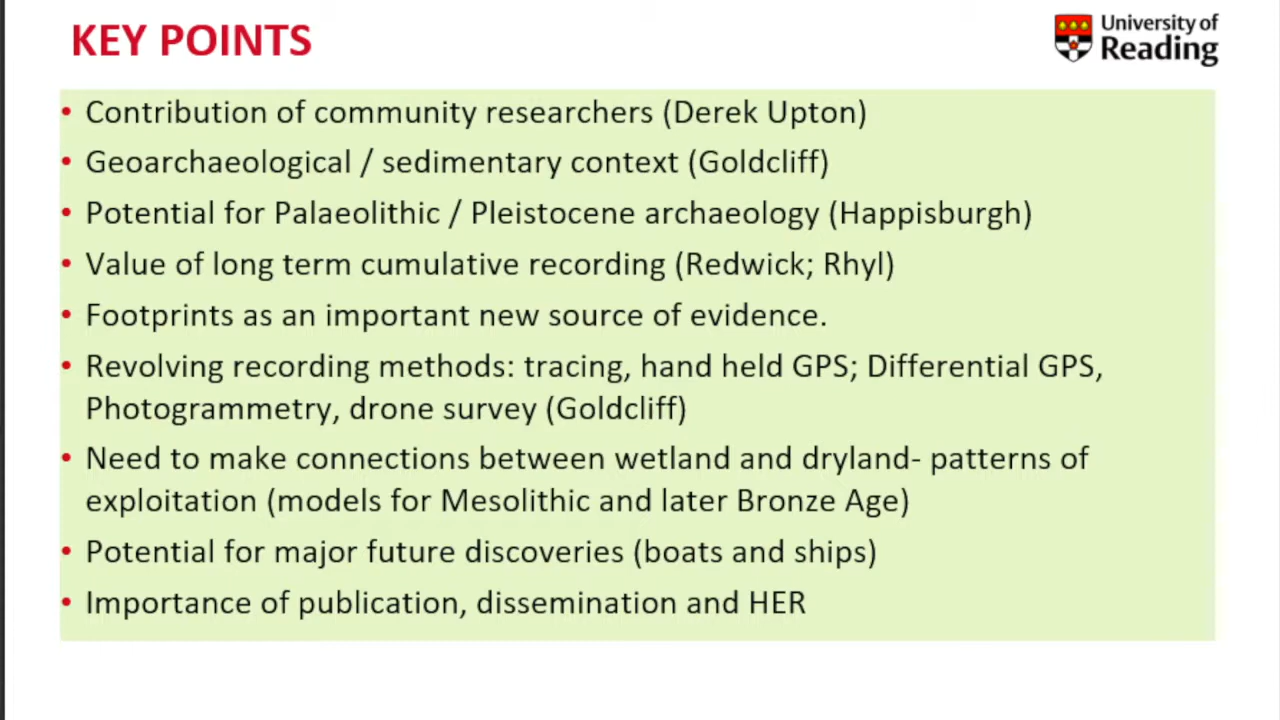 KEY POINTS
University of
Reading
• Contribution of community researchers (Derek Upton)
• Geoarchaeological / sedimentary context (Goldcliff)
• Potential for Palaeolithic / Pleistocene archaeology (Happisburgh)
• Value of long term cumulative recording (Redwick; Rhyl)
• Footprints as an important new source of evidence.
• Revolving recording methods: tracing, hand held GPS; Differential GPS,
Photogrammetry, drone survey (Goldcliff)
• Need to make connections between wetland and dryland- patterns of
exploitation (models for Mesolithic and later Bronze Age)
• Potential for major future discoveries (boats and ships)
• Importance of publication, dissemination and HER